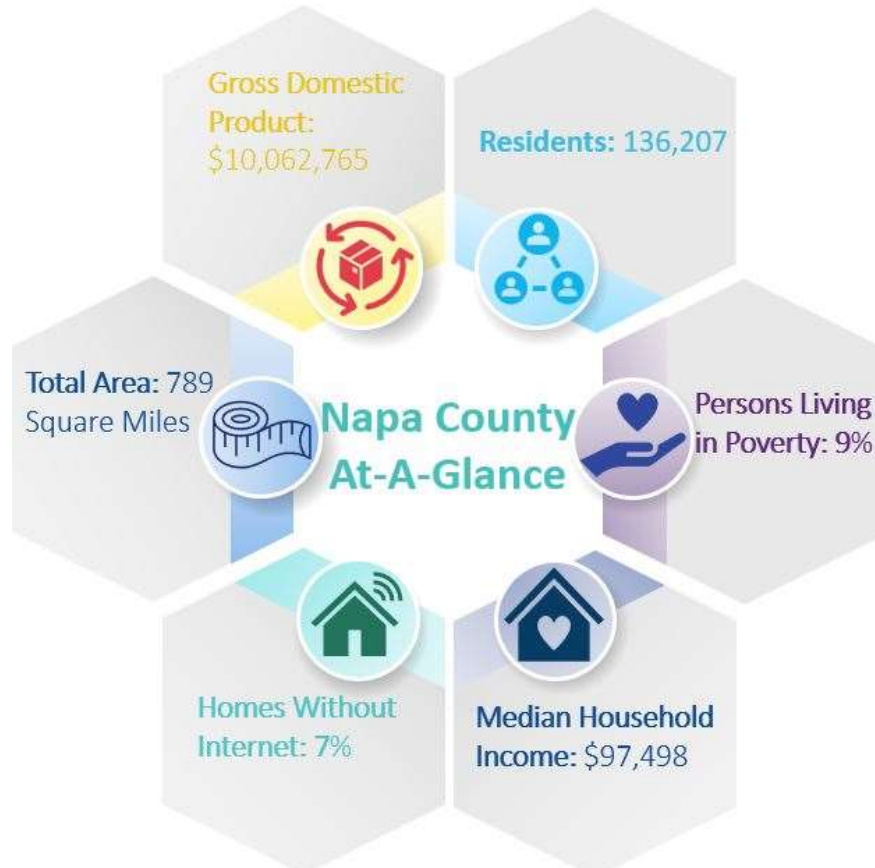 Gross Domestic
Product:
$10,062,765
Residents: 136,207
Total Area: 789
Square Miles
Napa County
At-A-Glance
Persons Living
in Poverty: 9%
Homes Without
Internet: 7%
Median Household
Income: $97,498